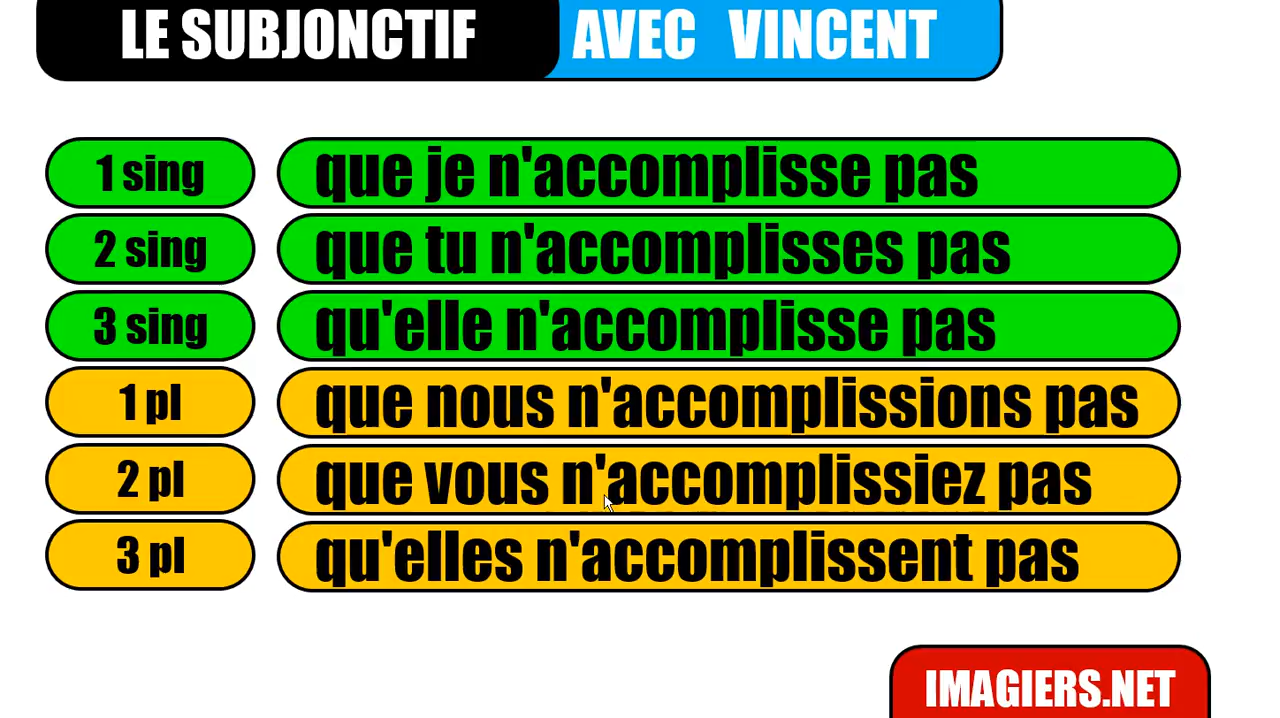 LE SUBJONCTIF AVEC VINCENT
1 sing que je n'accomplisse pas
2 sing que tu n'accomplisses pas
3 sing qu'elle n'accomplisse pas
1 pl que nous n'accomplissions pas
2 pl que vous n'accomplissiez pas
3 pl qu'elles n'accomplissent pas
IMAGIERS.NET